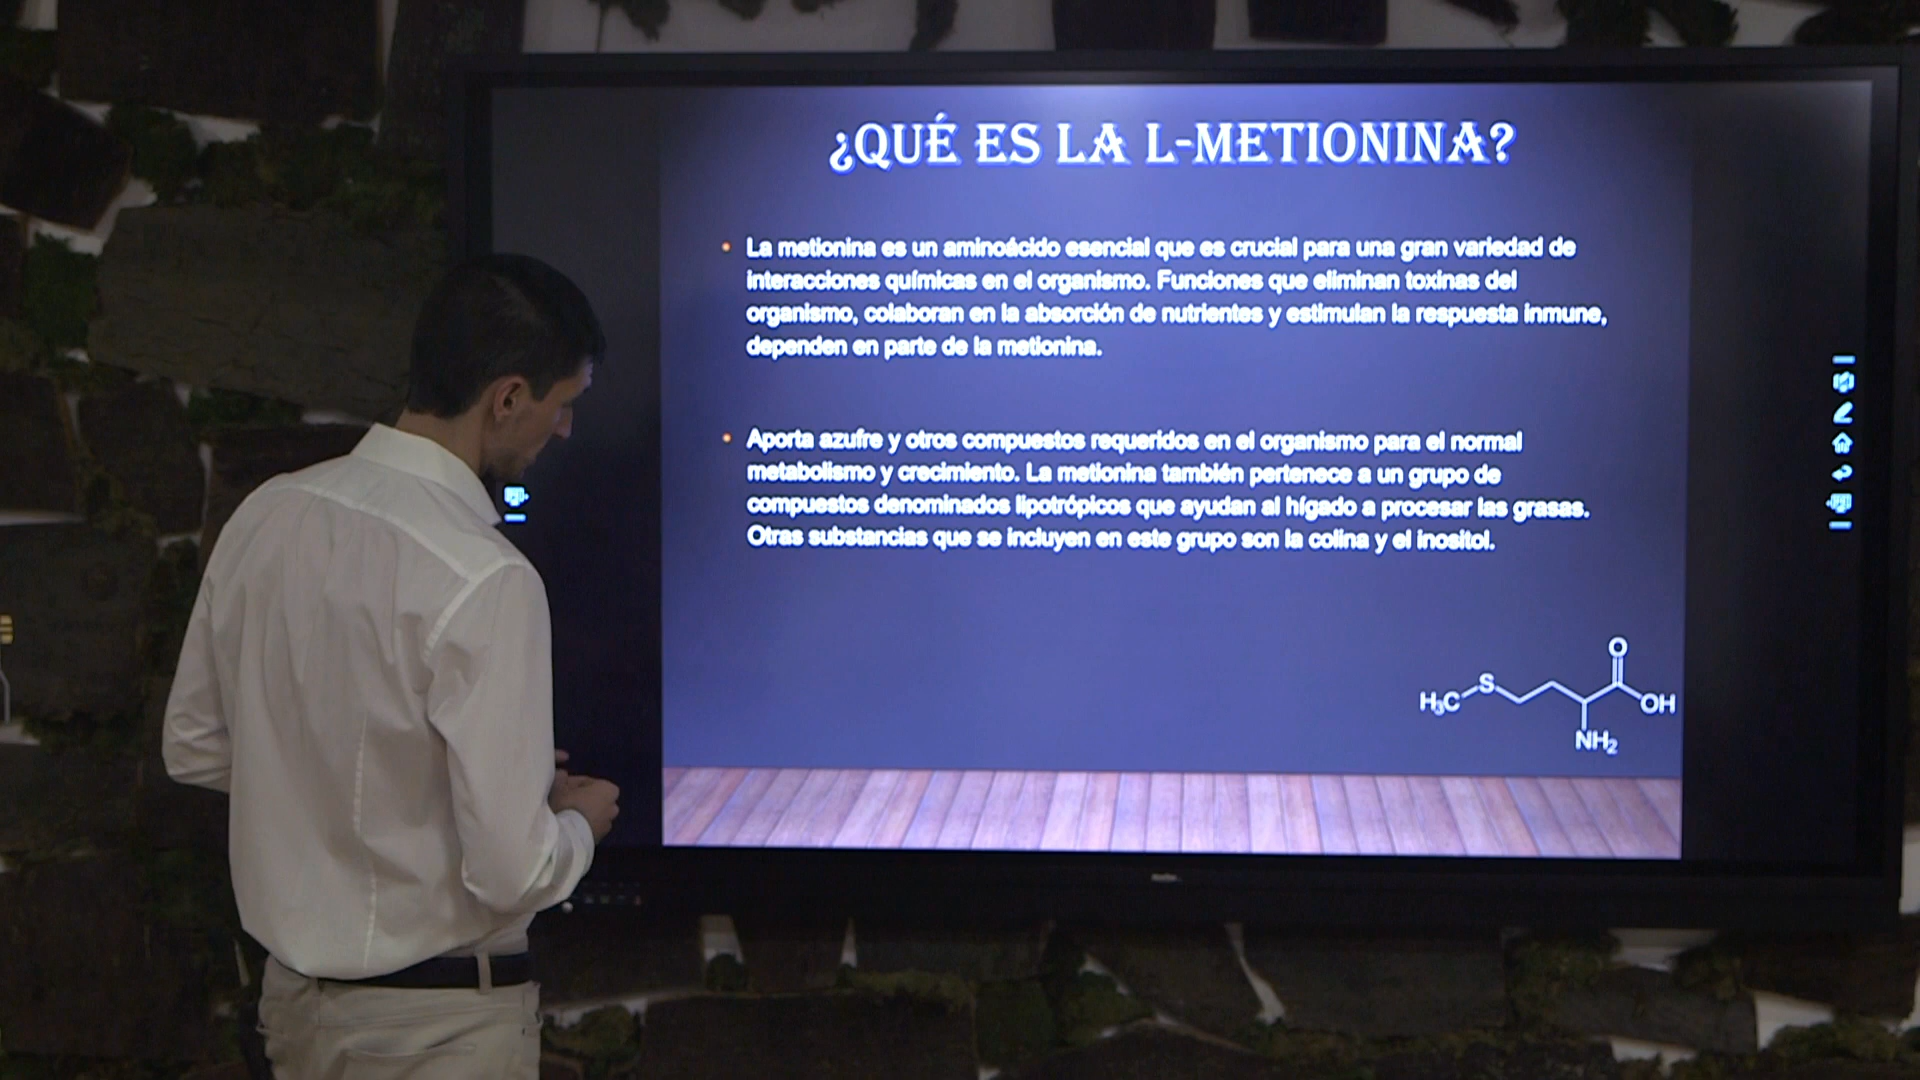 ¿QUÉ ES LA L-METIONINA?
• La metionina es un aminoácido esencial que es crucial para una gran variedad de
interacciones químicas en el organismo. Funciones que eliminan toxinas del
organismo, colaboran en la absorción de nutrientes y estimulan la respuesta inmune,
dependen en parte de la metionina.
• Aporta azufre y otros compuestos requeridos en el organismo para el normal
metabolismo y crecimiento. La metionina también pertenece a un grupo de
compuestos denominados lipotrópicos que ayudan al hígado a procesar las grasas.
Otras substancias que se incluyen en este grupo son la colina y el inositol.
O
H₃C S OH
NH₂